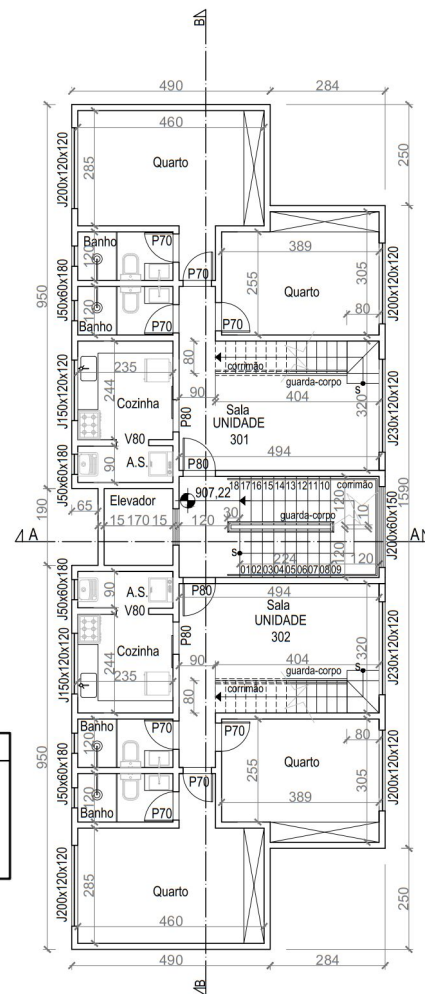 B
490 284
460
Quarto
285
250
J200x120x120
Banho P70
120
P70
389
255
305
Quarto
80
J50x60x180
J200x120x120
120
Banho P70
P70
950
235
80
corrimão
guarda-corpo
S
90 404
320
J230x120x120
J150x120x120
244
Cozinha
Sala
UNIDADE
301
P80
V80
494
A.S.
90
P80
J50x60x180
65
Elevador
907,22
18 17 16 15 14 13 12 11 10
corrimão
1590
190
15 170 15 120
30
guarda-corpo
120
10
J200x60x150
A A
S
224
120
120
01 02 03 04 05 06 07 08 09
J50x60x180
90
A.S.
V80
P80
494
P80
Sala
UNIDADE
302
Cozinha
244
235
90 404
320
J150x120x120
J230x120x120
guarda-corpo
S
80
corrimão
950
Banho P70
120
P70
80
J50x60x180
255
Quarto
305
J200x120x120
120
P70
389
Banho P70
285
J200x120x120
Quarto
250
460
490 284
B